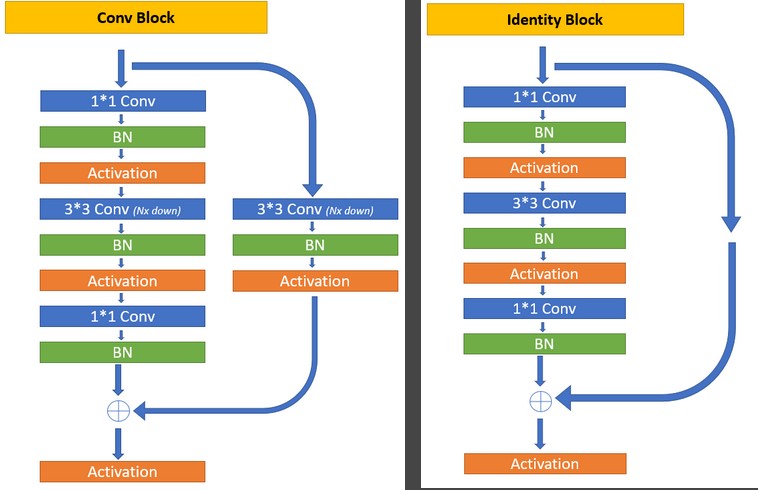 Conv Block
1*1 Conv
BN
Activation
3*3 Conv (Nx down)
BN
Activation
1*1 Conv
BN
3*3 Conv (Nx down)
BN
Activation
Activation
Identity Block
1*1 Conv
BN
Activation
3*3 Conv
BN
Activation
1*1 Conv
BN
Activation